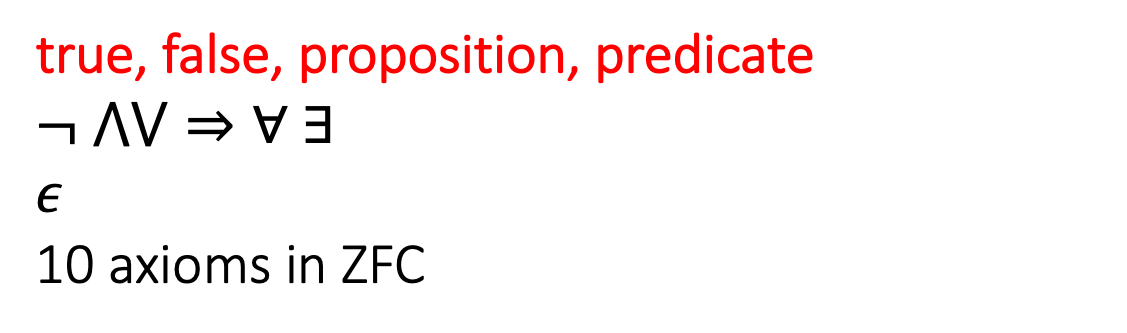 true, false, proposition, predicate
¬ ⋀⋁ ⇒ ∀ ∃
ϵ
10 axioms in ZFC